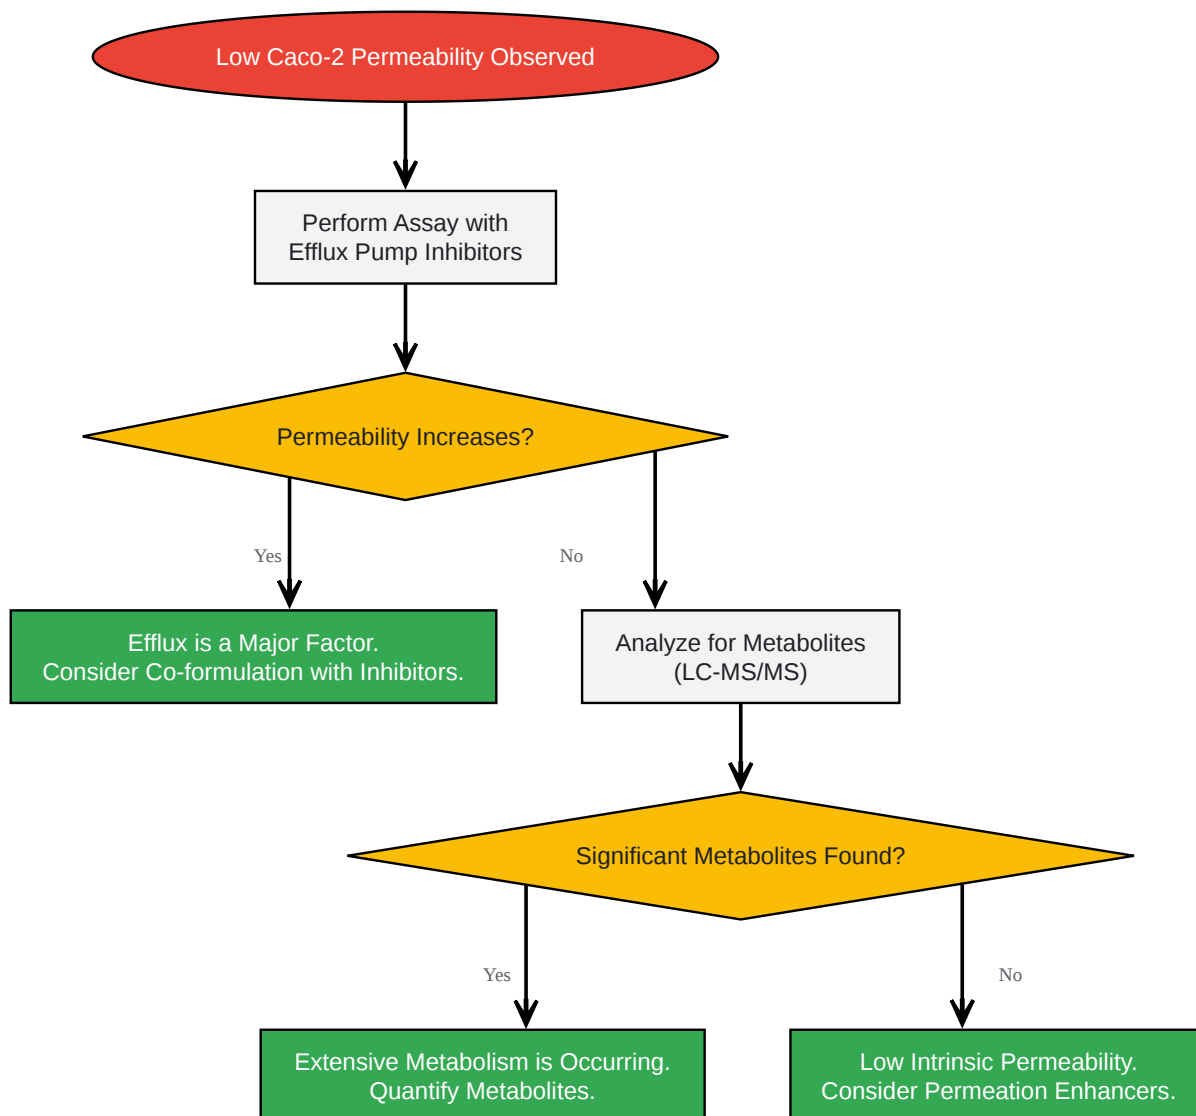 Low Caco-2 Permeability Observed
Perform Assay with
Efflux Pump Inhibitors
Permeability Increases?
Yes
No
Efflux is a Major Factor.
Consider Co-formulation with Inhibitors.
Analyze for Metabolites
(LC-MS/MS)
Significant Metabolites Found?
Yes
No
Extensive Metabolism is Occurring.
Quantify Metabolites.
Low Intrinsic Permeability.
Consider Permeation Enhancers.